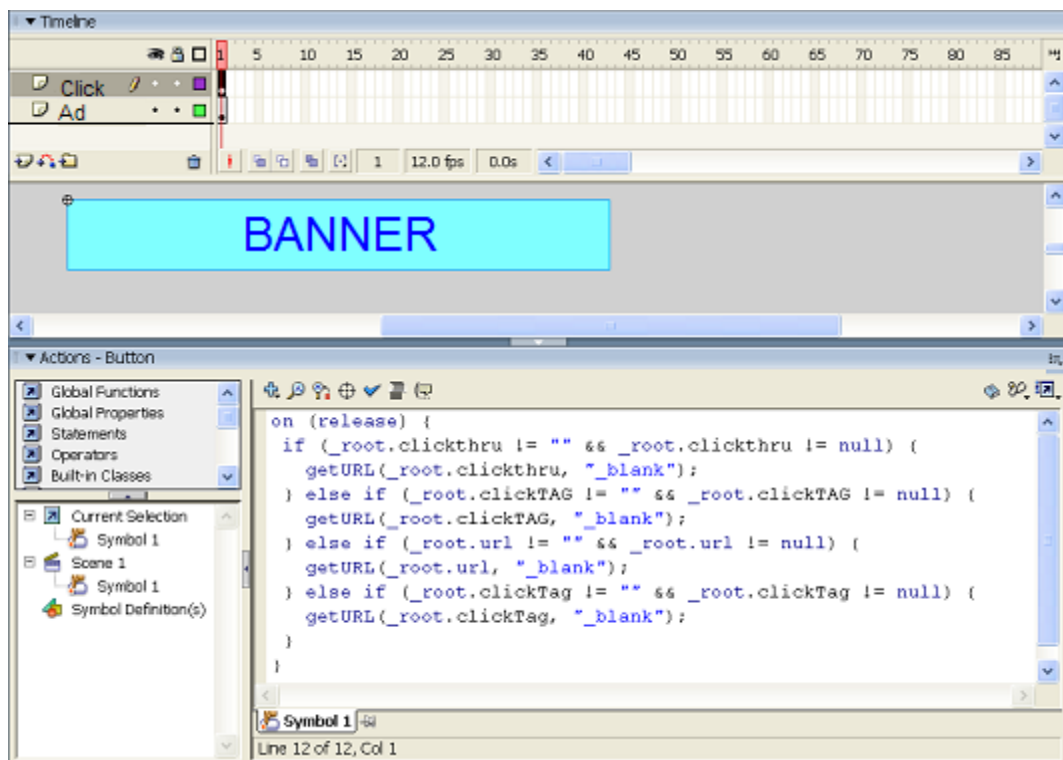 Timeline
1 5 10 15 20 25 30 35 40 45 50 55 60 65 70 75 80 85
Click
Ad
1 12.0 fps 0.0s
BANNER
Actions - Button
Global Functions
Global Properties
Statements
Operators
Built-in Classes
Current Selection
Symbol 1
Scene 1
Symbol 1
Symbol Definition(s)
on (release) {
if (_root.clickthru != "" && _root.clickthru != null) {
getURL(_root.clickthru, "_blank");
} else if (_root.clickTAG != "" && _root.clickTAG != null) {
getURL(_root.clickTAG, "_blank");
} else if (_root.url != "" && _root.url != null) {
getURL(_root.url, "_blank");
} else if (_root.clickTag != "" && _root.clickTag != null) {
getURL(_root.clickTag, "_blank");
}
}
Symbol 1
Line 12 of 12, Col 1